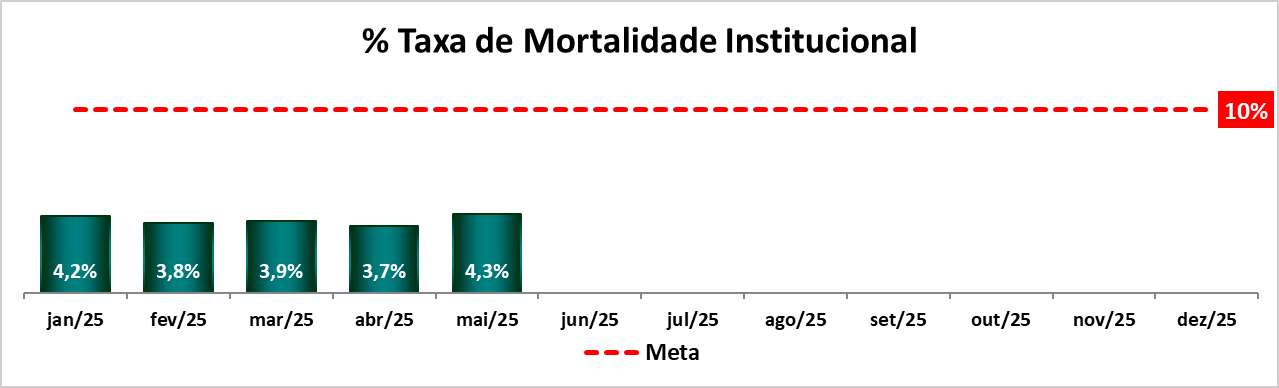 % Taxa de Mortalidade Institucional
10%
4,2% 3,8% 3,9% 3,7% 4,3%
jan/25 fev/25 mar/25 abr/25 mai/25 jun/25 jul/25 ago/25 set/25 out/25 nov/25 dez/25
Meta